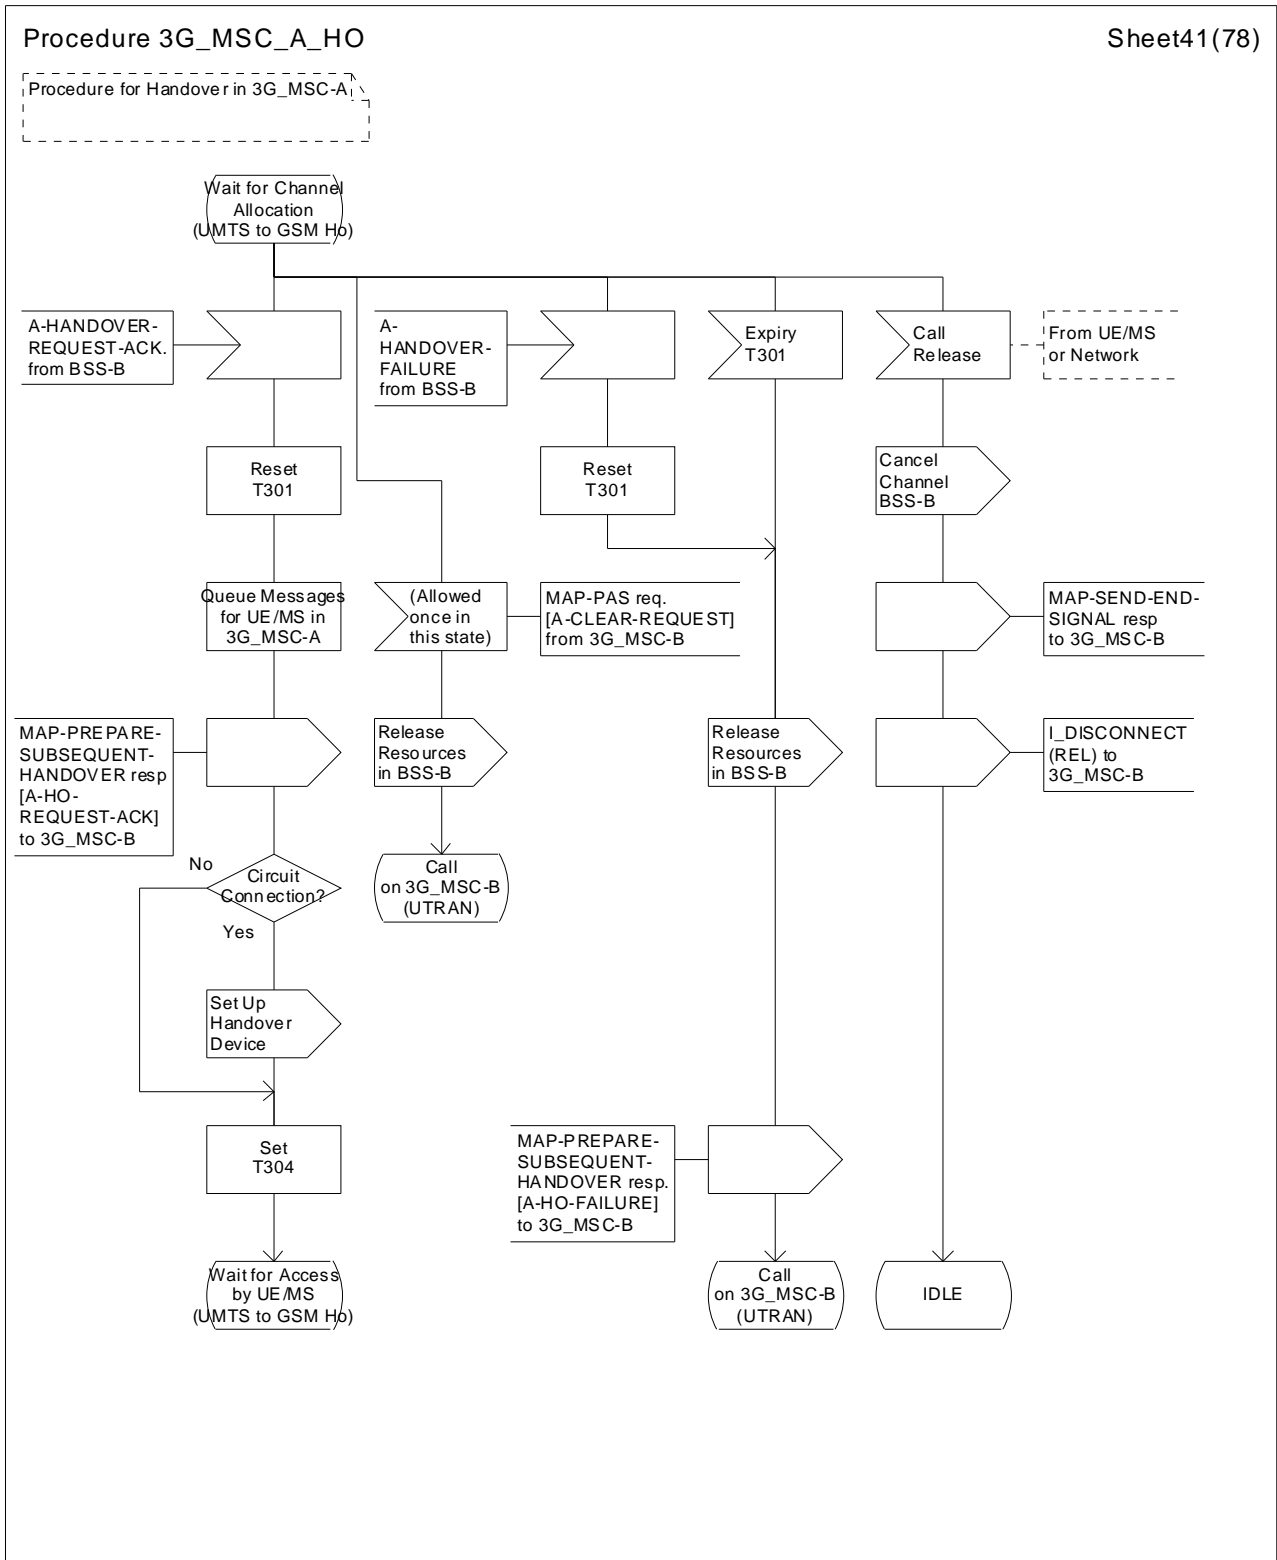 Procedure 3G_MSC_A_HO
Sheet41(78)
Procedure for Handover in 3G_MSC-A
Wait for Channel
Allocation
(UMTS to GSM Ho)
A-HANDOVER-
REQUEST-ACK.
from BSS-B
A-
HANDOVER-
FAILURE
from BSS-B
Expiry
T301
Call
Release
From UE/MS
or Network
Reset
T301
Reset
T301
Cancel
Channel
BSS-B
Queue Messages
for UE/MS in
3G_MSC-A
(Allowed
once in
this state)
MAP-PAS req.
[A-CLEAR-REQUEST]
from 3G_MSC-B
MAP-SEND-END-
SIGNAL resp
to 3G_MSC-B
MAP-PREPARE-
SUBSEQUENT-
HANDOVER resp
[A-HO-
REQUEST-ACK]
to 3G_MSC-B
Release
Resources
in BSS-B
Release
Resources
in BSS-B
I_DISCONNECT
(REL) to
3G_MSC-B
No
Circuit
Connection?
Yes
Call
on 3G_MSC-B
(UTRAN)
Set Up
Handover
Device
Set
T304
MAP-PREPARE-
SUBSEQUENT-
HANDOVER resp.
[A-HO-FAILURE]
to 3G_MSC-B
Wait for Access
by UE/MS
(UMTS to GSM Ho)
Call
on 3G_MSC-B
(UTRAN)
IDLE